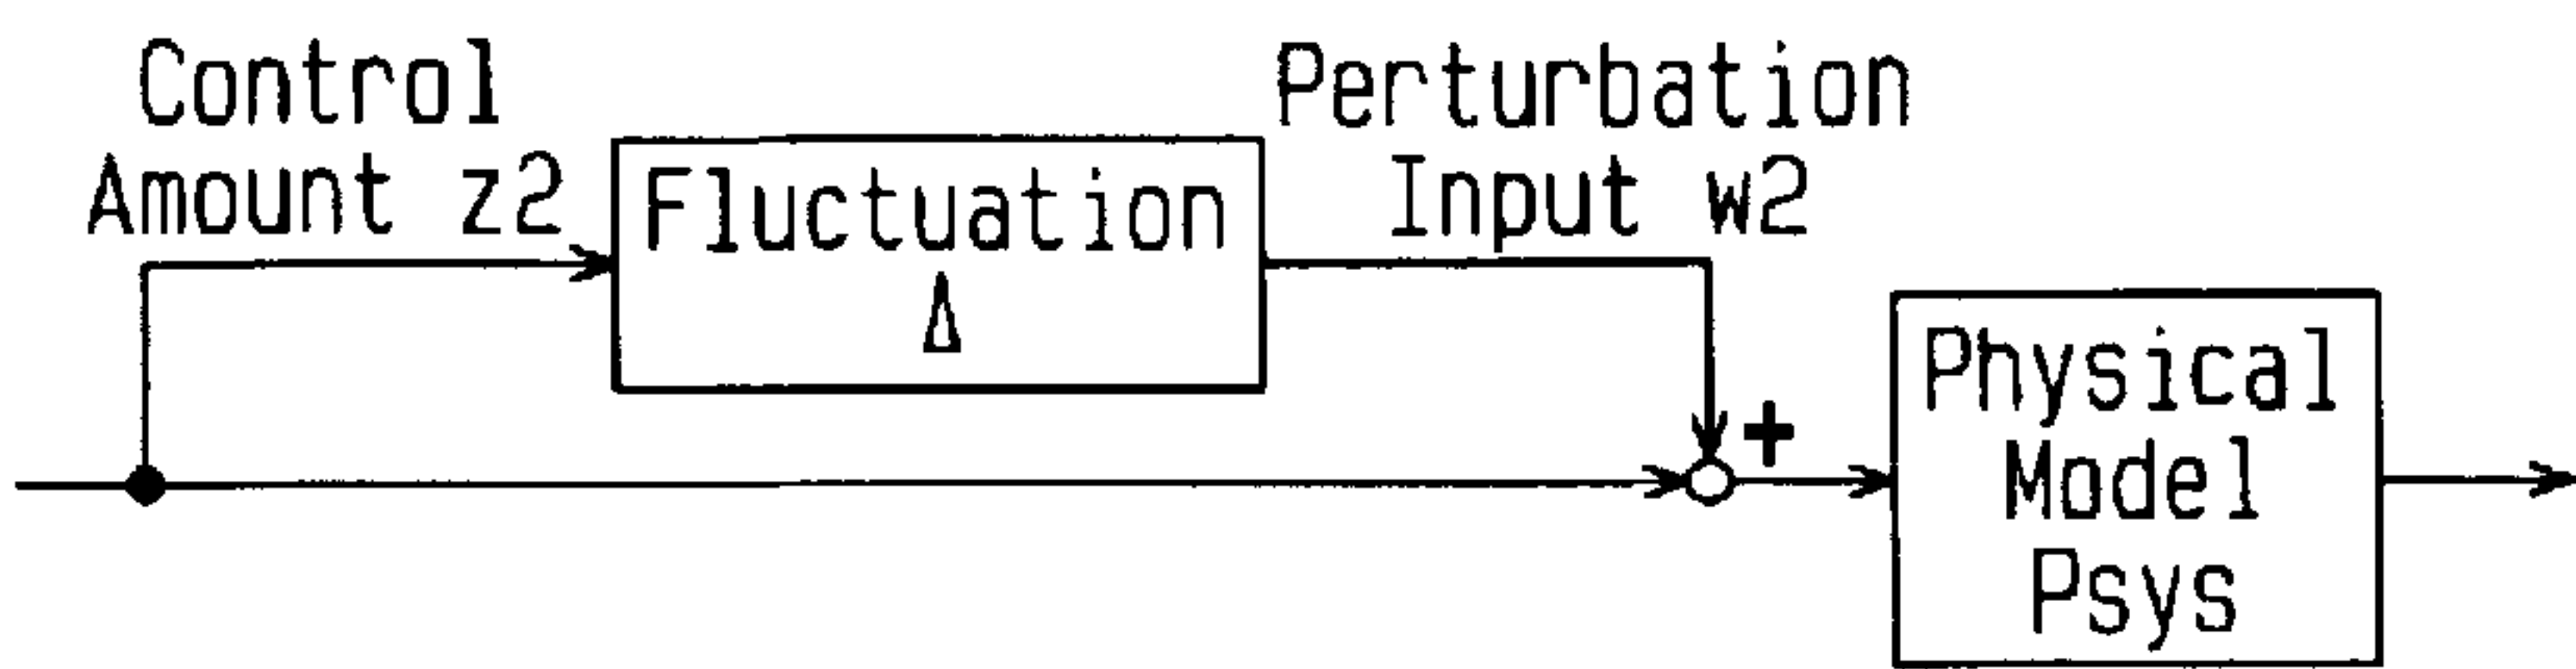 Control
Amount z2
Fluctuation
Δ
Perturbation
Input w2
+
Physical
Model
Psys